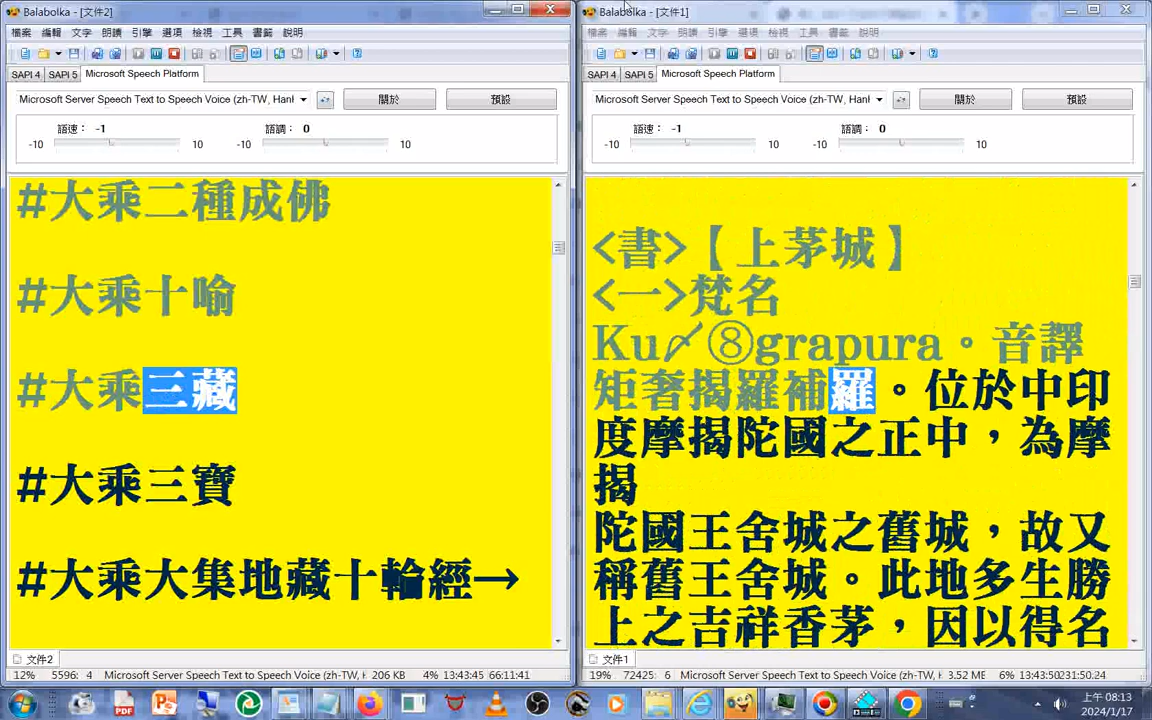 Balabolka - [文件2]
檔案 編輯 文字 朗讀 引擎 選項 檢視 工具 書籤 說明
SAPI 4 SAPI 5 Microsoft Speech Platform
Microsoft Server Speech Text to Speech Voice (zh-TW, Hanl
關於 預設
語速： -1 語調： 0
-10 10 -10 10
#大乘二種成佛
#大乘十喻
#大乘三藏
#大乘三寶
#大乘大集地藏十輪經→
文件2
12% 5596: 4 Microsoft Server Speech Text to Speech Voice (zh-TW, H 206 KB 4% 13:43:45 66:11:41
Balabolka - [文件1]
檔案 編輯 文字 朗讀 引擎 選項 檢視 工具 書籤 說明
SAPI 4 SAPI 5 Microsoft Speech Platform
Microsoft Server Speech Text to Speech Voice (zh-TW, Hanl
關於 預設
語速： -1 語調： 0
-10 10 -10 10
<書>【上茅城】
<一>梵名
Ku〆⑧grapura。音譯
矩奢揭羅補羅。位於中印
度摩揭陀國之正中，為摩
揭
陀國王舍城之舊城，故又
稱舊王舍城。此地多生勝
上之吉祥香茅，因以得名
文件1
19% 72425: 6 Microsoft Server Speech Text to Speech Voice (zh-TW, H 3.52 ME 6% 13:43:50 231:50:24
上午 08:13
2024/1/17